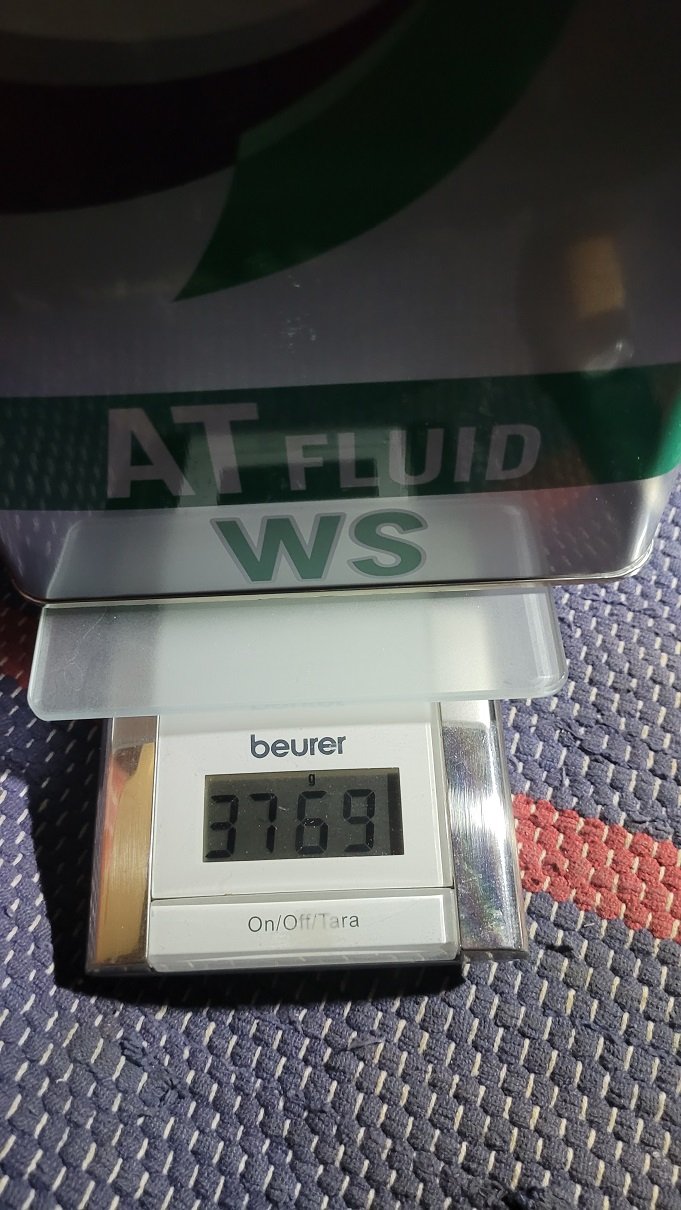 AT FLUID
WS
beurer
g
3769
On/Off/Tara